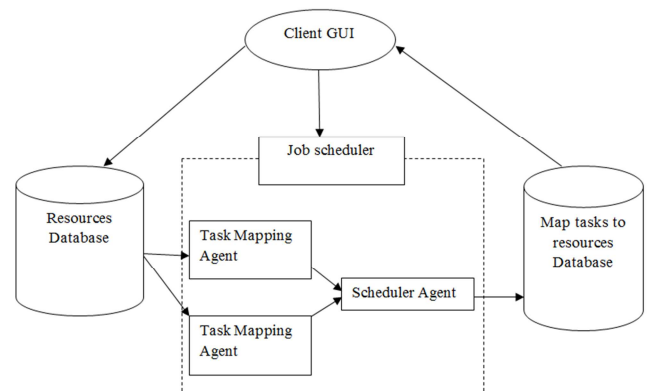 Client GUI
Job scheduler
Resources
Database
Task Mapping
Agent
Scheduler Agent
Task Mapping
Agent
Map tasks to
resources
Database